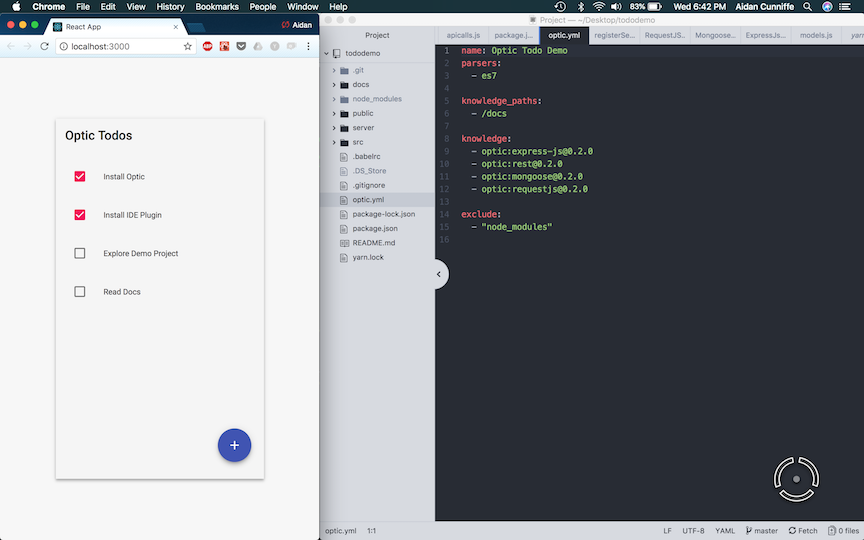 Chrome File Edit View History Bookmarks People Window Help 83% Wed 6:42 PM Aidan Cunniffe
React App Aidan
localhost:3000
ABP
Optic Todos
Install Optic
Install IDE Plugin
Explore Demo Project
Read Docs
+
Project — ~/Desktop/tododemo
Project
tododemo
.git
docs
node_modules
public
server
src
.babelrc
.DS_Store
.gitignore
optic.yml
package-lock.json
package.json
README.md
yarn.lock
apicalls.js package.j... optic.yml registerSe... RequestJS.. Mongoose... ExpressJs... models.js yarn
1 name: Optic Todo Demo
2 parsers:
3 - es7
4
5 knowledge_paths:
6 - /docs
7
8 knowledge:
9 - optic:express-js@0.2.0
10 - optic:rest@0.2.0
11 - optic:mongoose@0.2.0
12 - optic:requestjs@0.2.0
13
14 exclude:
15 - "node_modules"
16
optic.yml 1:1 LF UTF-8 YAML master Fetch 0 files